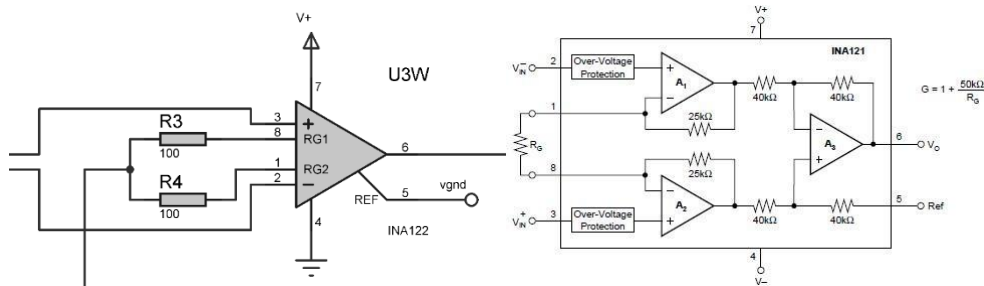 V+
7
U3W
3
+
R3
8
RG1
100
6
R4
1
RG2
2
−
100
REF
5
vgnd
4
INA122
V+
7
INA121
V⁻IN
2
Over-Voltage
Protection
+
A1
−
40kΩ
40kΩ
G = 1 + 50kΩ
RG
1
25kΩ
RG
−
A3
+
6
VO
25kΩ
8
−
A2
+
V⁺IN
3
Over-Voltage
Protection
40kΩ
40kΩ
5
Ref
4
V−